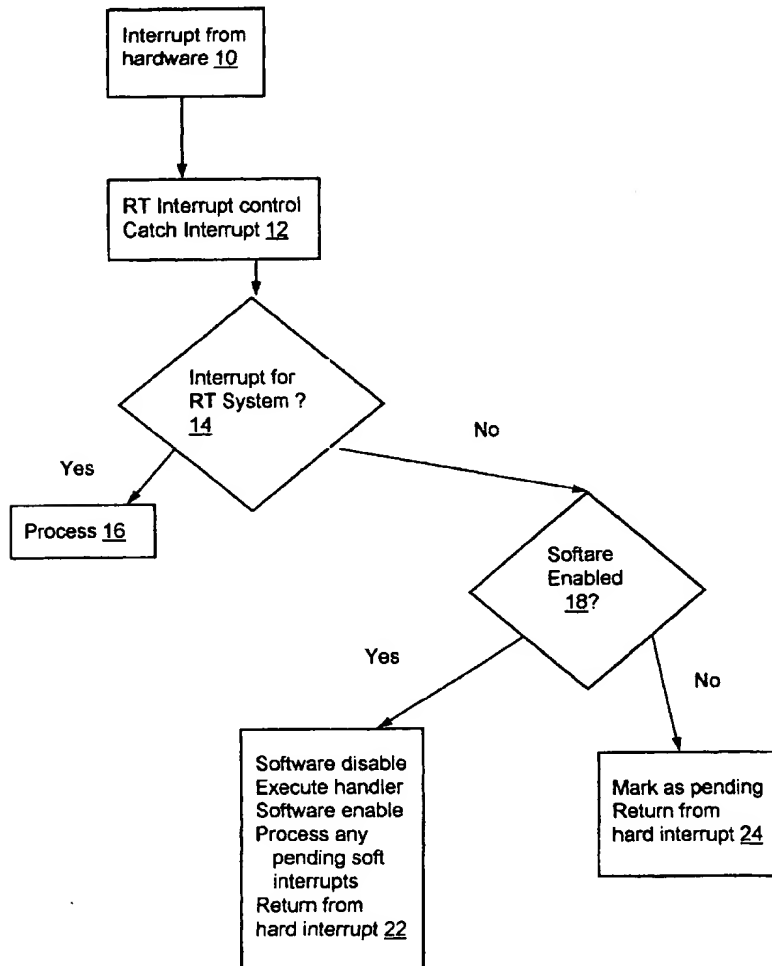 Interrupt from
hardware 10
RT Interrupt control
Catch Interrupt 12
Interrupt for
RT System ?
14
Yes
No
Process 16
Softare
Enabled
18?
Yes
No
Software disable
Execute handler
Software enable
Process any
pending soft
interrupts
Return from
hard interrupt 22
Mark as pending
Return from
hard interrupt 24